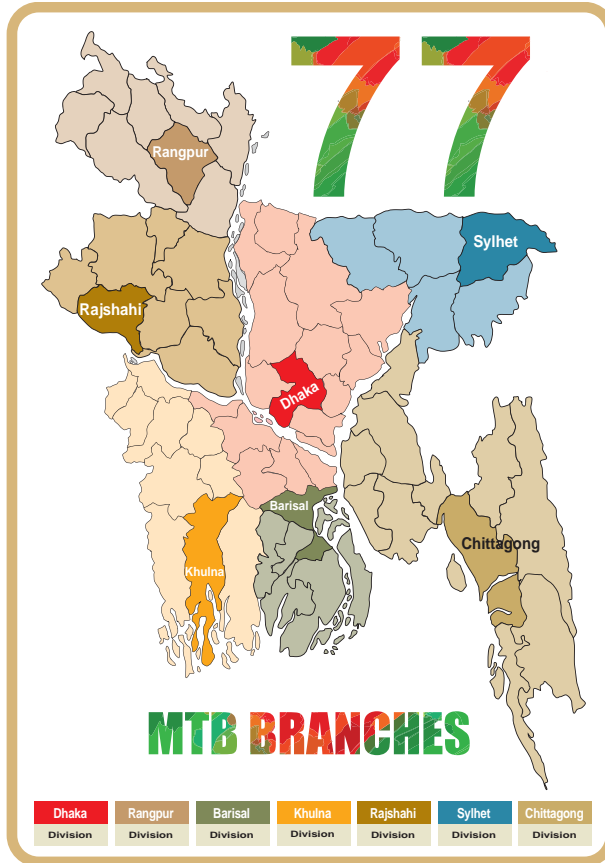 77
Rangpur
Sylhet
Rajshahi
Dhaka
Barisal
Chittagong
Khulna
MTB BRANCHES
Dhaka Rangpur Barisal Khulna Rajshahi Sylhet Chittagong
Division Division Division Division Division Division Division